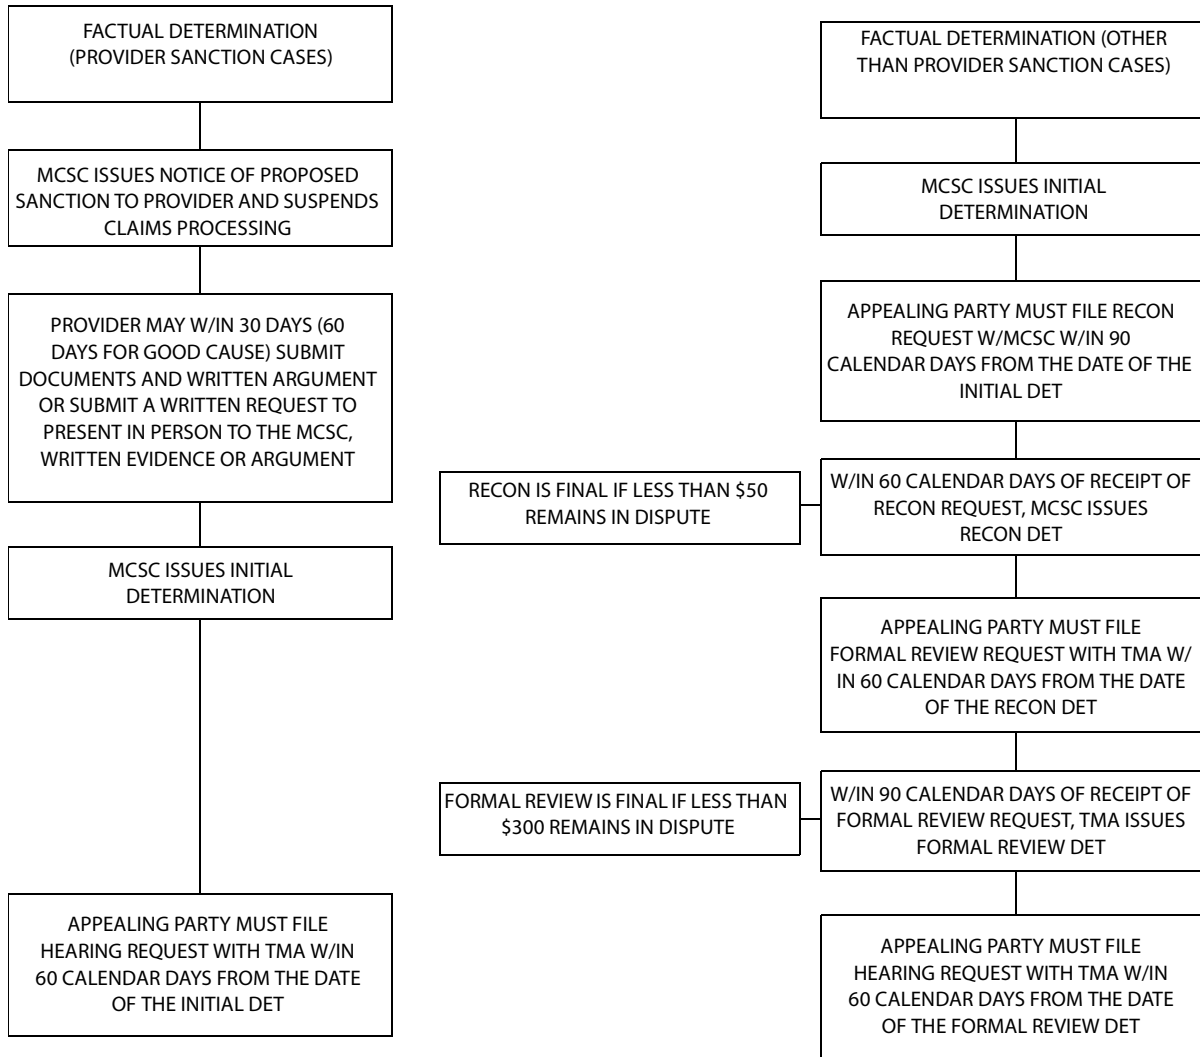 FACTUAL DETERMINATION
(PROVIDER SANCTION CASES)
MCSC ISSUES NOTICE OF PROPOSED
SANCTION TO PROVIDER AND SUSPENDS
CLAIMS PROCESSING
PROVIDER MAY W/IN 30 DAYS (60
DAYS FOR GOOD CAUSE) SUBMIT
DOCUMENTS AND WRITTEN ARGUMENT
OR SUBMIT A WRITTEN REQUEST TO
PRESENT IN PERSON TO THE MCSC,
WRITTEN EVIDENCE OR ARGUMENT
MCSC ISSUES INITIAL
DETERMINATION
APPEALING PARTY MUST FILE
HEARING REQUEST WITH TMA W/IN
60 CALENDAR DAYS FROM THE DATE
OF THE INITIAL DET
FACTUAL DETERMINATION (OTHER
THAN PROVIDER SANCTION CASES)
MCSC ISSUES INITIAL
DETERMINATION
APPEALING PARTY MUST FILE RECON
REQUEST W/MCSC W/IN 90
CALENDAR DAYS FROM THE DATE OF THE
INITIAL DET
W/IN 60 CALENDAR DAYS OF RECEIPT OF
RECON REQUEST, MCSC ISSUES
RECON DET
RECON IS FINAL IF LESS THAN $50
REMAINS IN DISPUTE
APPEALING PARTY MUST FILE
FORMAL REVIEW REQUEST WITH TMA W/
IN 60 CALENDAR DAYS FROM THE DATE
OF THE RECON DET
W/IN 90 CALENDAR DAYS OF RECEIPT OF
FORMAL REVIEW REQUEST, TMA ISSUES
FORMAL REVIEW DET
FORMAL REVIEW IS FINAL IF LESS THAN
$300 REMAINS IN DISPUTE
APPEALING PARTY MUST FILE
HEARING REQUEST WITH TMA W/IN
60 CALENDAR DAYS FROM THE DATE
OF THE FORMAL REVIEW DET